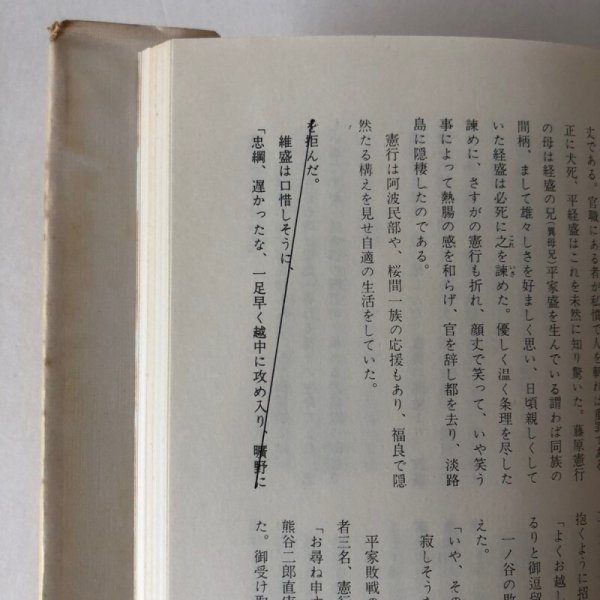 丈である。官職にある者が私憤で人を斬れば
正に犬死、平経盛はこれを未然に知り驚いた。藤原憲行
の母は経盛の兄(異母兄)平家盛を生んでいる謂わば同族の
間柄、まして雄々しさを好ましく思い、日頃親しくして
いた経盛は必死に之を諫めた。優しく温く条理を尽した
諫めに、さすがの憲行も折れ、顔丈で笑って、いや笑う
事によって熱腸の感を和らげ、官を辞し都を去り、淡路
島に隠棲したのである。
憲行は阿波民部や、桜間一族の応援もあり、福良で隠
然たる構えを見せ自適の生活をしていた。
を拒んだ。
維盛は口惜しそうに、
「忠綱、遅かったな、一足早く越中に攻め入り、曠野に
抱くように招
「よくお越し
るりと御逗留
一ノ谷の敗
えた。
「いや、その
寂しそうな
平家敗戦の
者三名、憲行
「お尋ね申す
熊谷二郎直実
た。御受け取